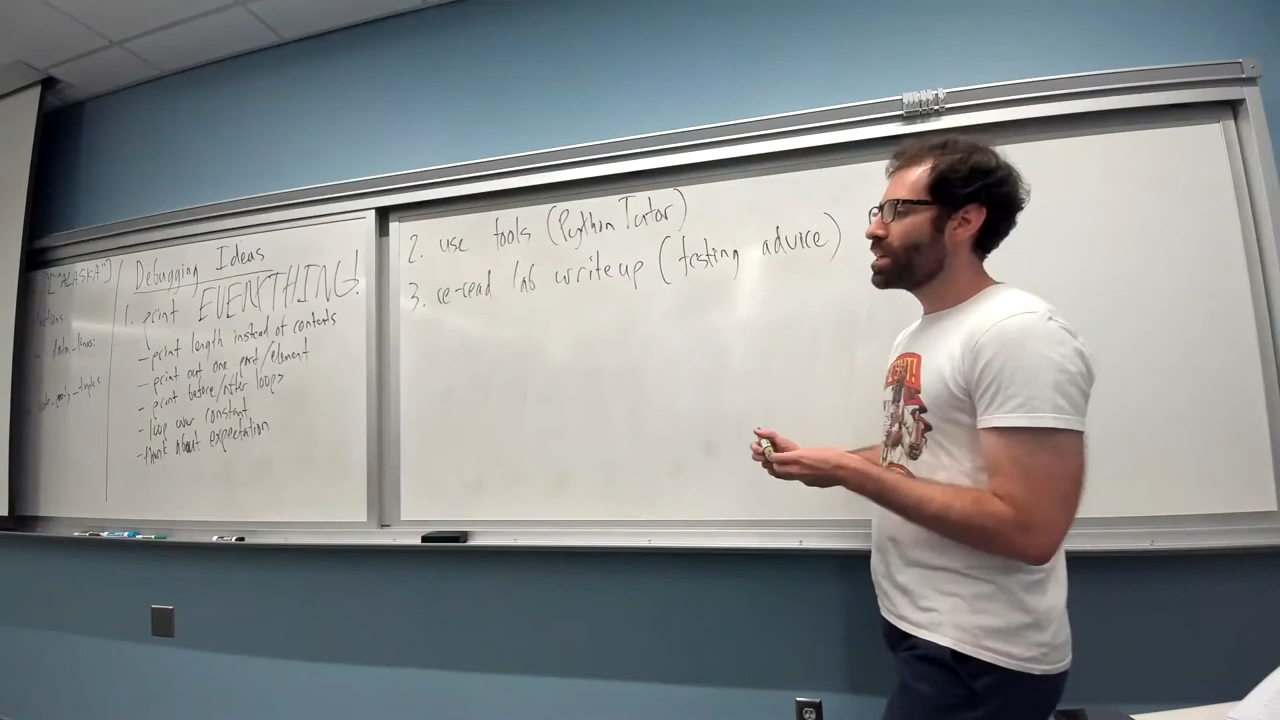 ["ALASKA"]
data_lines:
Debugging Ideas
1. print EVERYTHING!
- print length instead of contents
- print out one part/element
- print before/after loops
- loop over constant
- think about expectation
2. use tools (Python Tutor)
3. re-read lab writeup (testing advice)